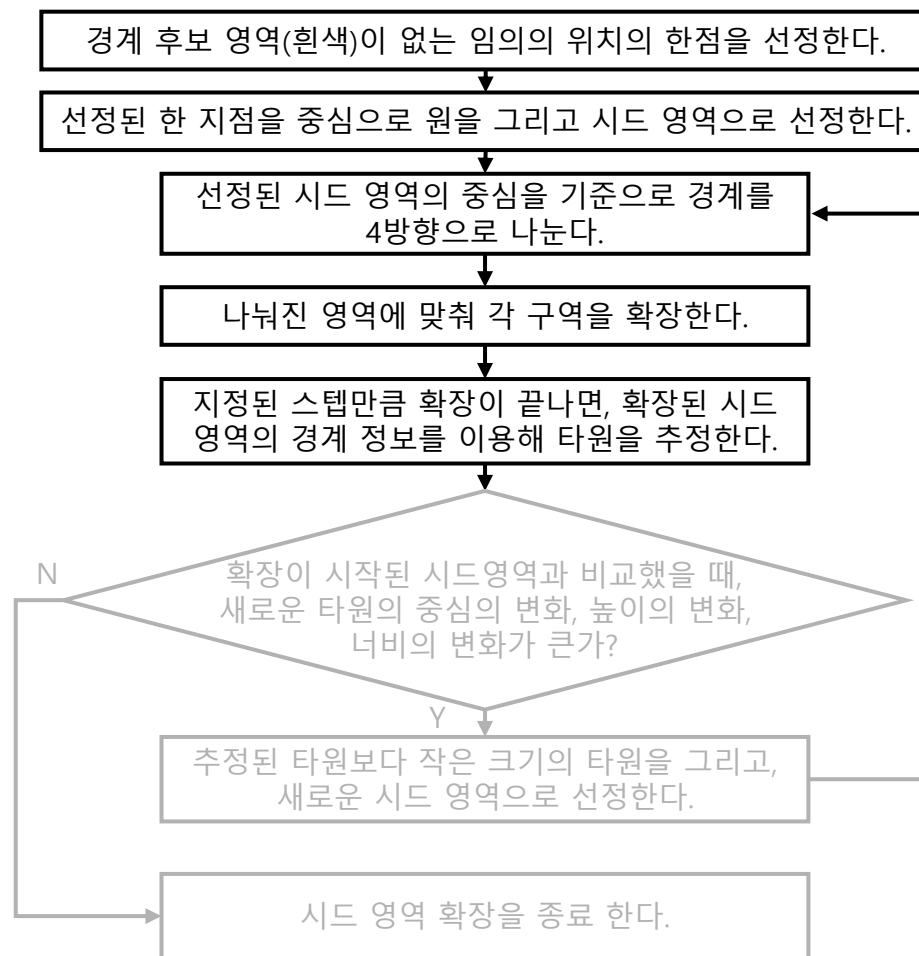 경계 후보 영역(흰색)이 없는 임의의 위치의 한점을 선정한다.
선정된 한 지점을 중심으로 원을 그리고 시드 영역으로 선정한다.
선정된 시드 영역의 중심을 기준으로 경계를
4방향으로 나눈다.
나눠진 영역에 맞춰 각 구역을 확장한다.
지정된 스텝만큼 확장이 끝나면, 확장된 시드
영역의 경계 정보를 이용해 타원을 추정한다.
N
확장이 시작된 시드영역과 비교했을 때,
새로운 타원의 중심의 변화, 높이의 변화,
너비의 변화가 큰가?
Y
추정된 타원보다 작은 크기의 타원을 그리고,
새로운 시드 영역으로 선정한다.
시드 영역 확장을 종료 한다.